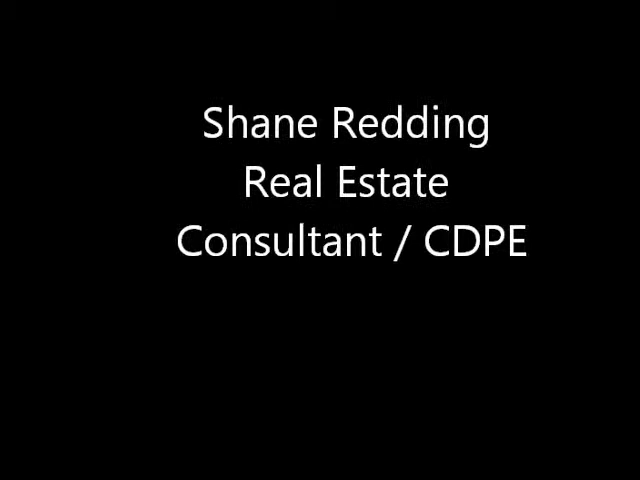 Shane Redding
Real Estate
Consultant / CDPE